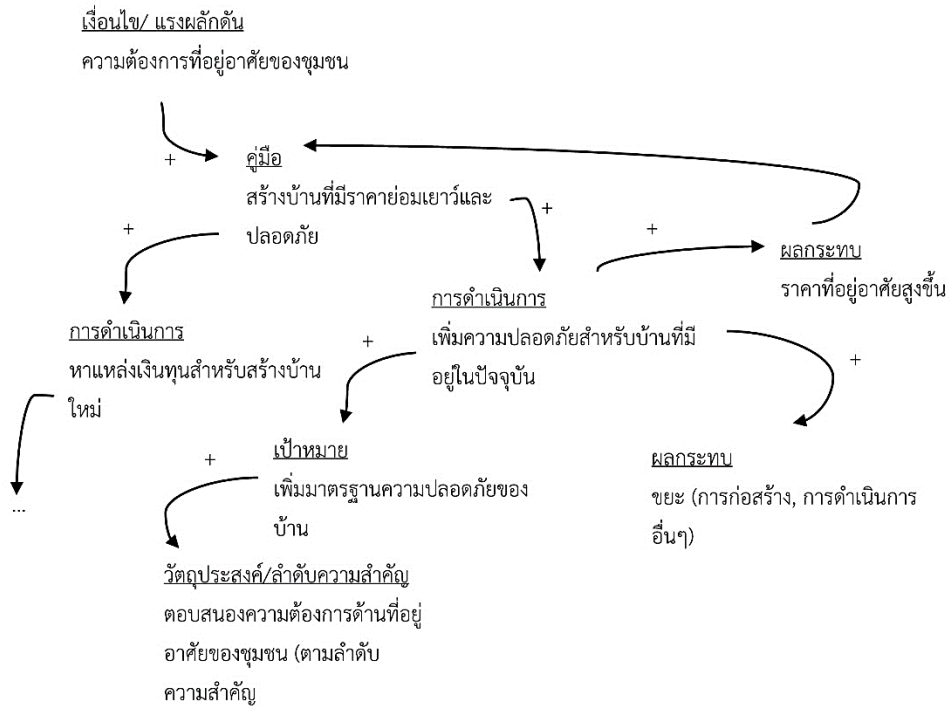 เงื่อนไข/ แรงผลักดัน
ความต้องการที่อยู่อาศัยของชุมชน
+
คู่มือ
สร้างบ้านที่มีราคาย่อมเยาว์และ
ปลอดภัย
+
+
+
ผลกระทบ
ราคาที่อยู่อาศัยสูงขึ้น
การดำเนินการ
หาแหล่งเงินทุนสำหรับสร้างบ้าน
ใหม่
...
การดำเนินการ
เพิ่มความปลอดภัยสำหรับบ้านที่มี
อยู่ในปัจจุบัน
+
+
เป้าหมาย
เพิ่มมาตรฐานความปลอดภัยของ
บ้าน
ผลกระทบ
ขยะ (การก่อสร้าง, การดำเนินการ
อื่นๆ)
+
วัตถุประสงค์/ลำดับความสำคัญ
ตอบสนองความต้องการด้านที่อยู่
อาศัยของชุมชน (ตามลำดับ
ความสำคัญ